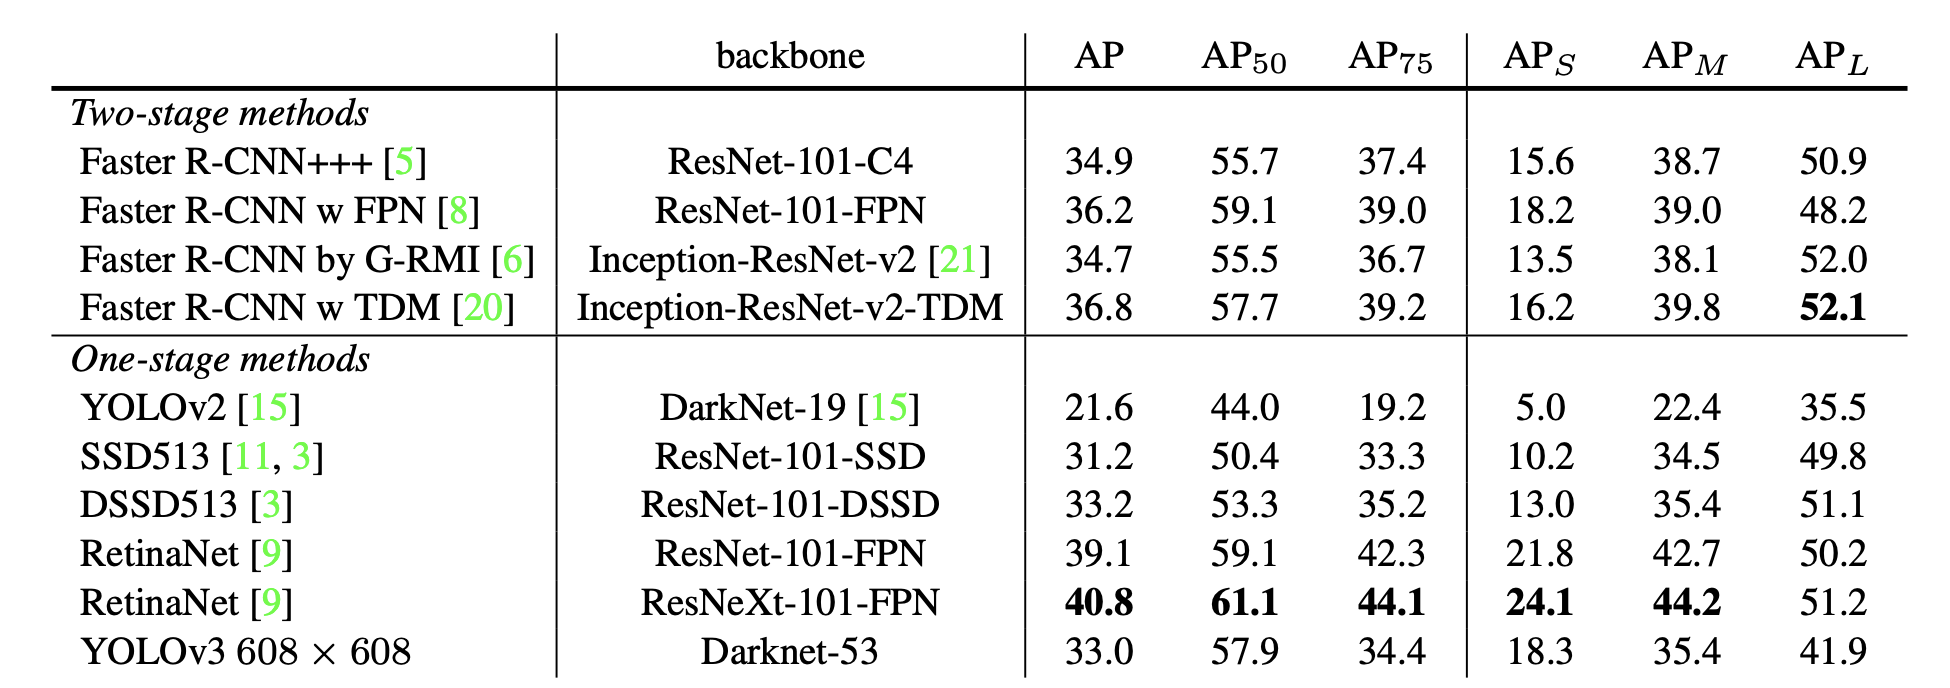 backbone AP AP50 AP75 APS APM APL
Two-stage methods
Faster R-CNN+++ [5] ResNet-101-C4 34.9 55.7 37.4 15.6 38.7 50.9
Faster R-CNN w FPN [8] ResNet-101-FPN 36.2 59.1 39.0 18.2 39.0 48.2
Faster R-CNN by G-RMI [6] Inception-ResNet-v2 [21] 34.7 55.5 36.7 13.5 38.1 52.0
Faster R-CNN w TDM [20] Inception-ResNet-v2-TDM 36.8 57.7 39.2 16.2 39.8 52.1
One-stage methods
YOLOv2 [15] DarkNet-19 [15] 21.6 44.0 19.2 5.0 22.4 35.5
SSD513 [11, 3] ResNet-101-SSD 31.2 50.4 33.3 10.2 34.5 49.8
DSSD513 [3] ResNet-101-DSSD 33.2 53.3 35.2 13.0 35.4 51.1
RetinaNet [9] ResNet-101-FPN 39.1 59.1 42.3 21.8 42.7 50.2
RetinaNet [9] ResNeXt-101-FPN 40.8 61.1 44.1 24.1 44.2 51.2
YOLOv3 608 × 608 Darknet-53 33.0 57.9 34.4 18.3 35.4 41.9